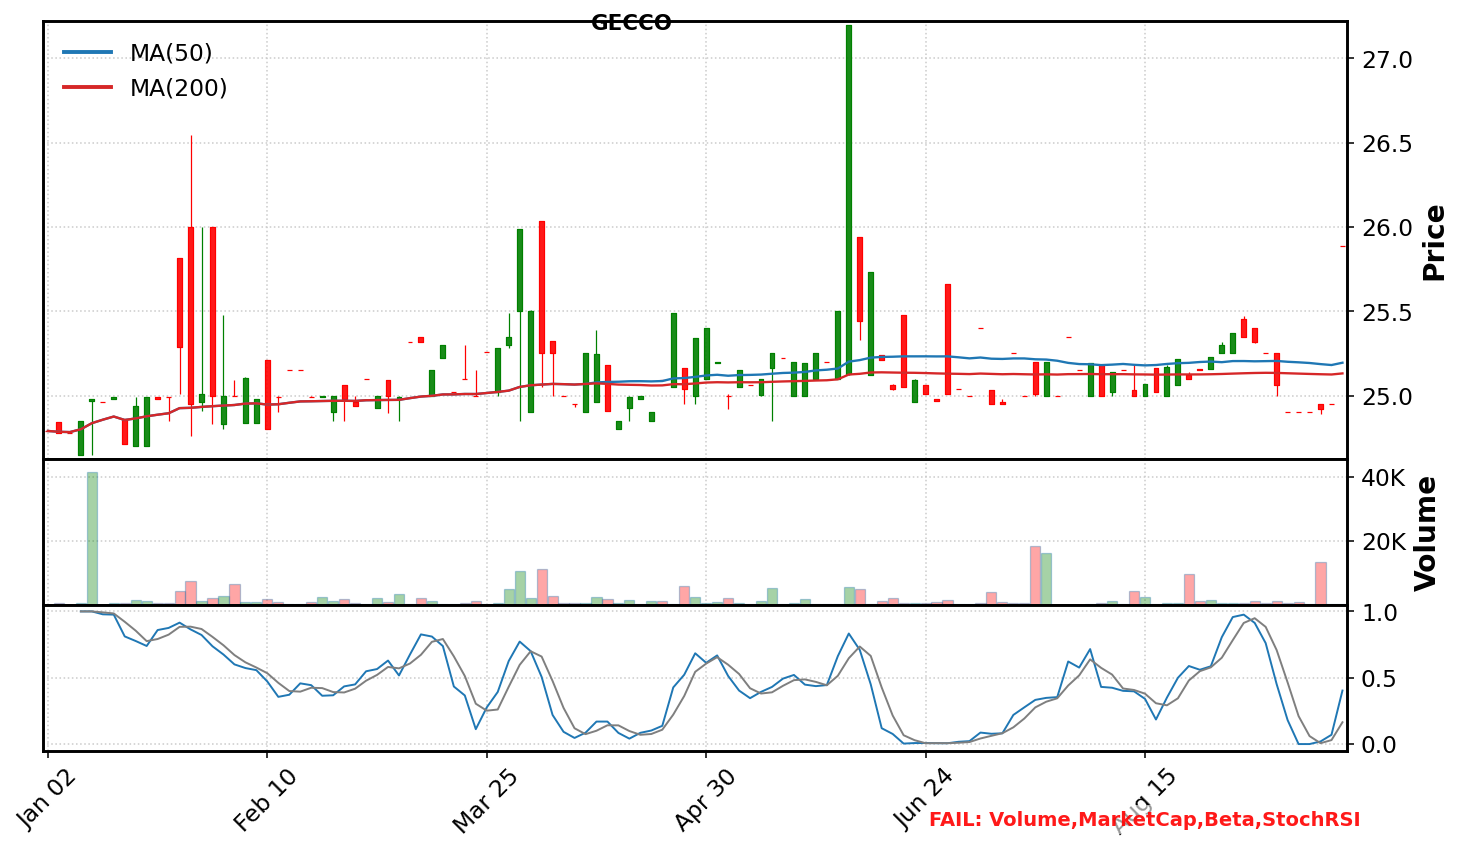 GECCO
MA(50)
MA(200)
27.0
26.5
26.0
25.5
25.0
Price
40K
20K
Volume
1.0
0.5
0.0
Jan 02
Feb 10
Mar 25
Apr 30
Jun 24
Aug 15
FAIL: Volume,MarketCap,Beta,StochRSI